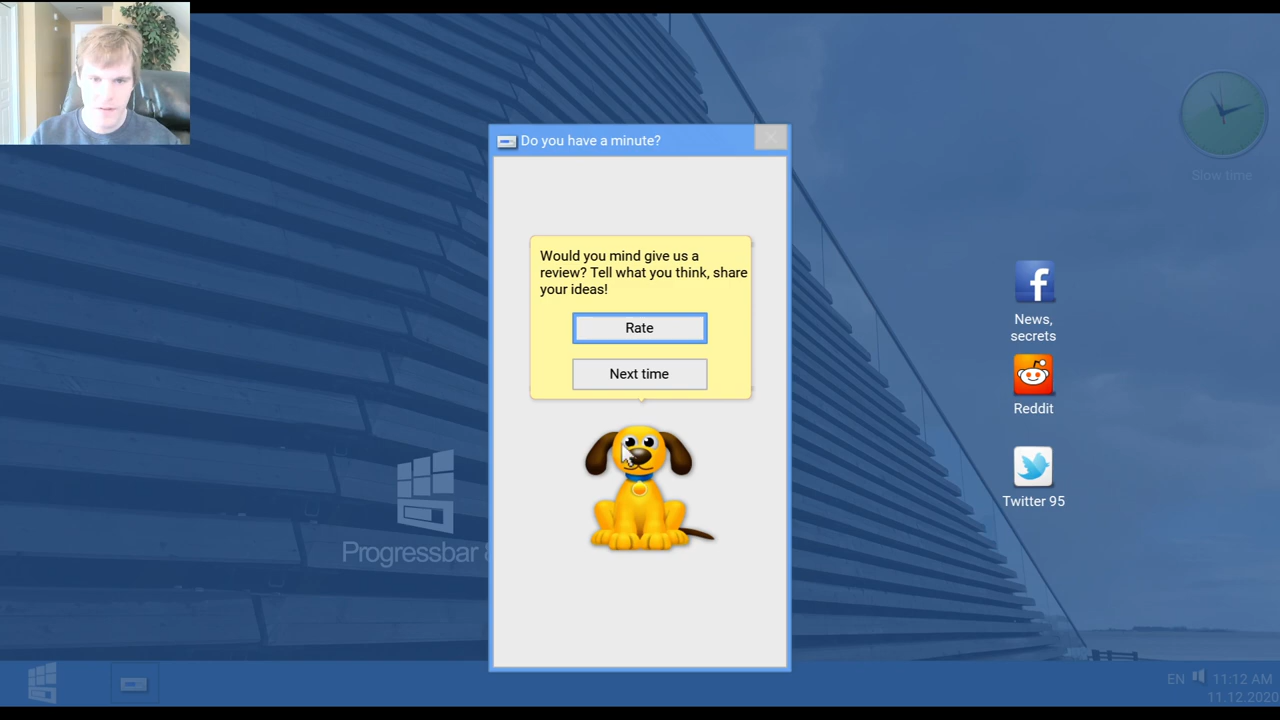 Do you have a minute?
Slow time
Would you mind give us a
review? Tell what you think, share
your ideas!
Rate
Next time
News,
secrets
Reddit
Twitter 95
Progressbar
EN 11:12 AM
11.12.2020